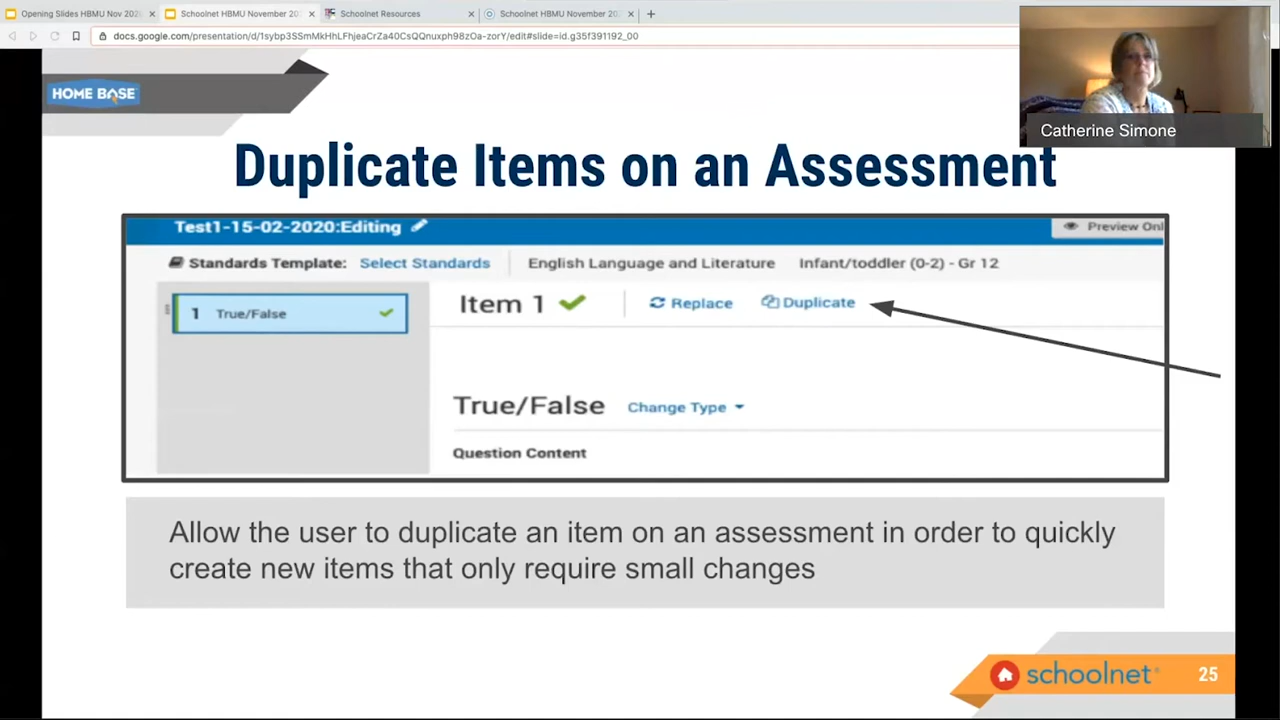 Opening Slides HBMU Nov 2020
Schoolnet HBMU November 202
Schoolnet Resources
Schoolnet HBMU November 202
docs.google.com/presentation/d/1sybp3SSmMkHhLFhjeaCrZa40CsQQnuxph98zOa-zorY/edit#slide=id.g35f391192_00
HOME BASE
Catherine Simone
Duplicate Items on an Assessment
Test1-15-02-2020:Editing
Preview Onl
Standards Template: Select Standards English Language and Literature Infant/toddler (0-2) - Gr 12
1 True/False
Item 1 Replace Duplicate
True/False Change Type
Question Content
Allow the user to duplicate an item on an assessment in order to quickly
create new items that only require small changes
schoolnet
25